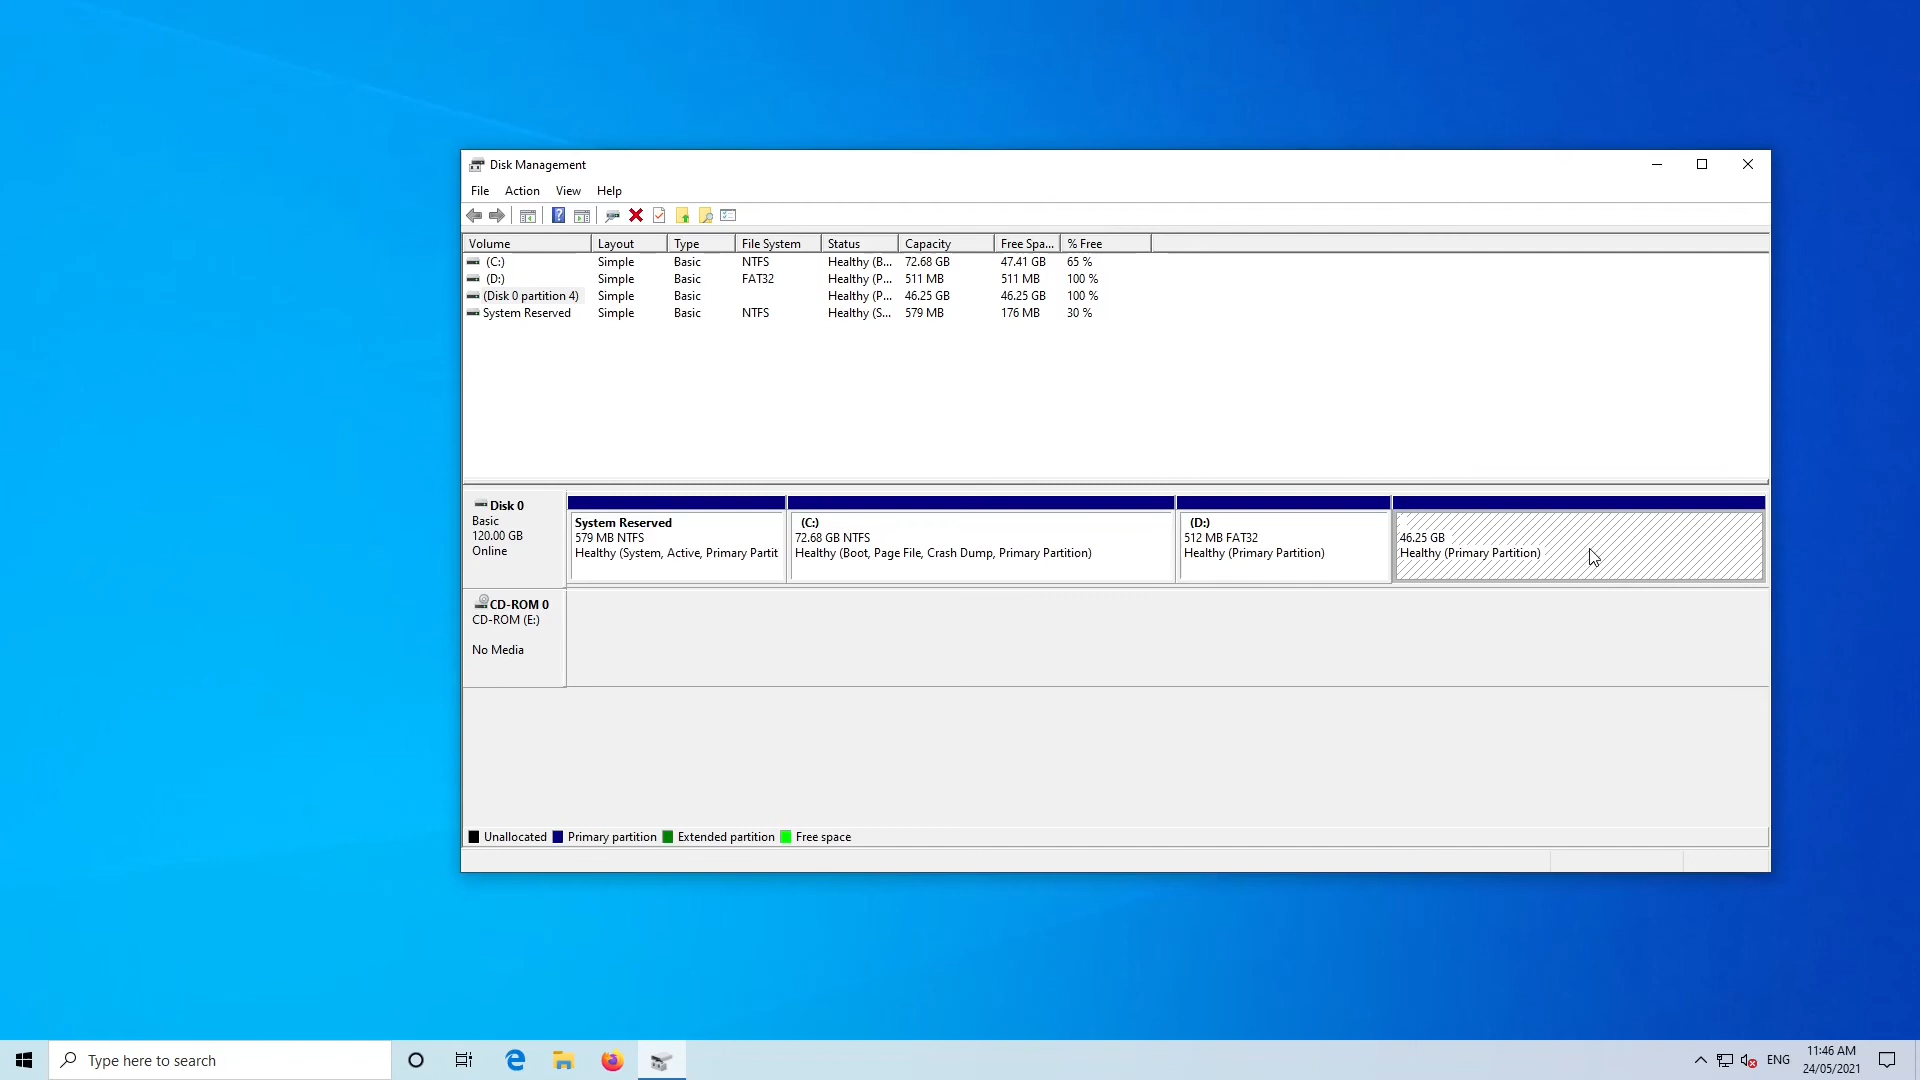 Disk Management
File Action View Help
Volume Layout Type File System Status Capacity Free Spa... % Free
(C:) Simple Basic NTFS Healthy (B... 72.68 GB 47.41 GB 65 %
(D:) Simple Basic FAT32 Healthy (P... 511 MB 511 MB 100 %
(Disk 0 partition 4) Simple Basic Healthy (P... 46.25 GB 46.25 GB 100 %
System Reserved Simple Basic NTFS Healthy (S... 579 MB 176 MB 30 %
Disk 0
Basic
120.00 GB
Online
System Reserved
579 MB NTFS
Healthy (System, Active, Primary Partit
(C:)
72.68 GB NTFS
Healthy (Boot, Page File, Crash Dump, Primary Partition)
(D:)
512 MB FAT32
Healthy (Primary Partition)
46.25 GB
Healthy (Primary Partition)
CD-ROM 0
CD-ROM (E:)
No Media
Unallocated Primary partition Extended partition Free space
Type here to search
ENG
11:46 AM
24/05/2021